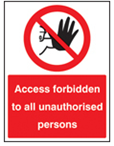 Access forbidden
to all unauthorised
persons